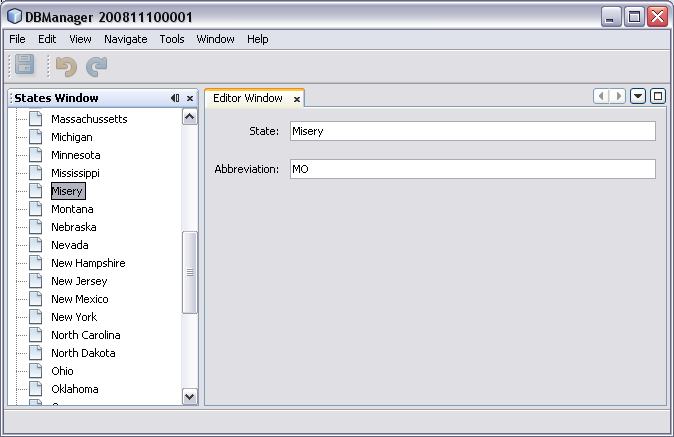 DBManager 200811100001
File Edit View Navigate Tools Window Help
States Window
Massachussetts
Michigan
Minnesota
Mississippi
Misery
Montana
Nebraska
Nevada
New Hampshire
New Jersey
New Mexico
New York
North Carolina
North Dakota
Ohio
Oklahoma
Editor Window
State: Misery
Abbreviation: MO